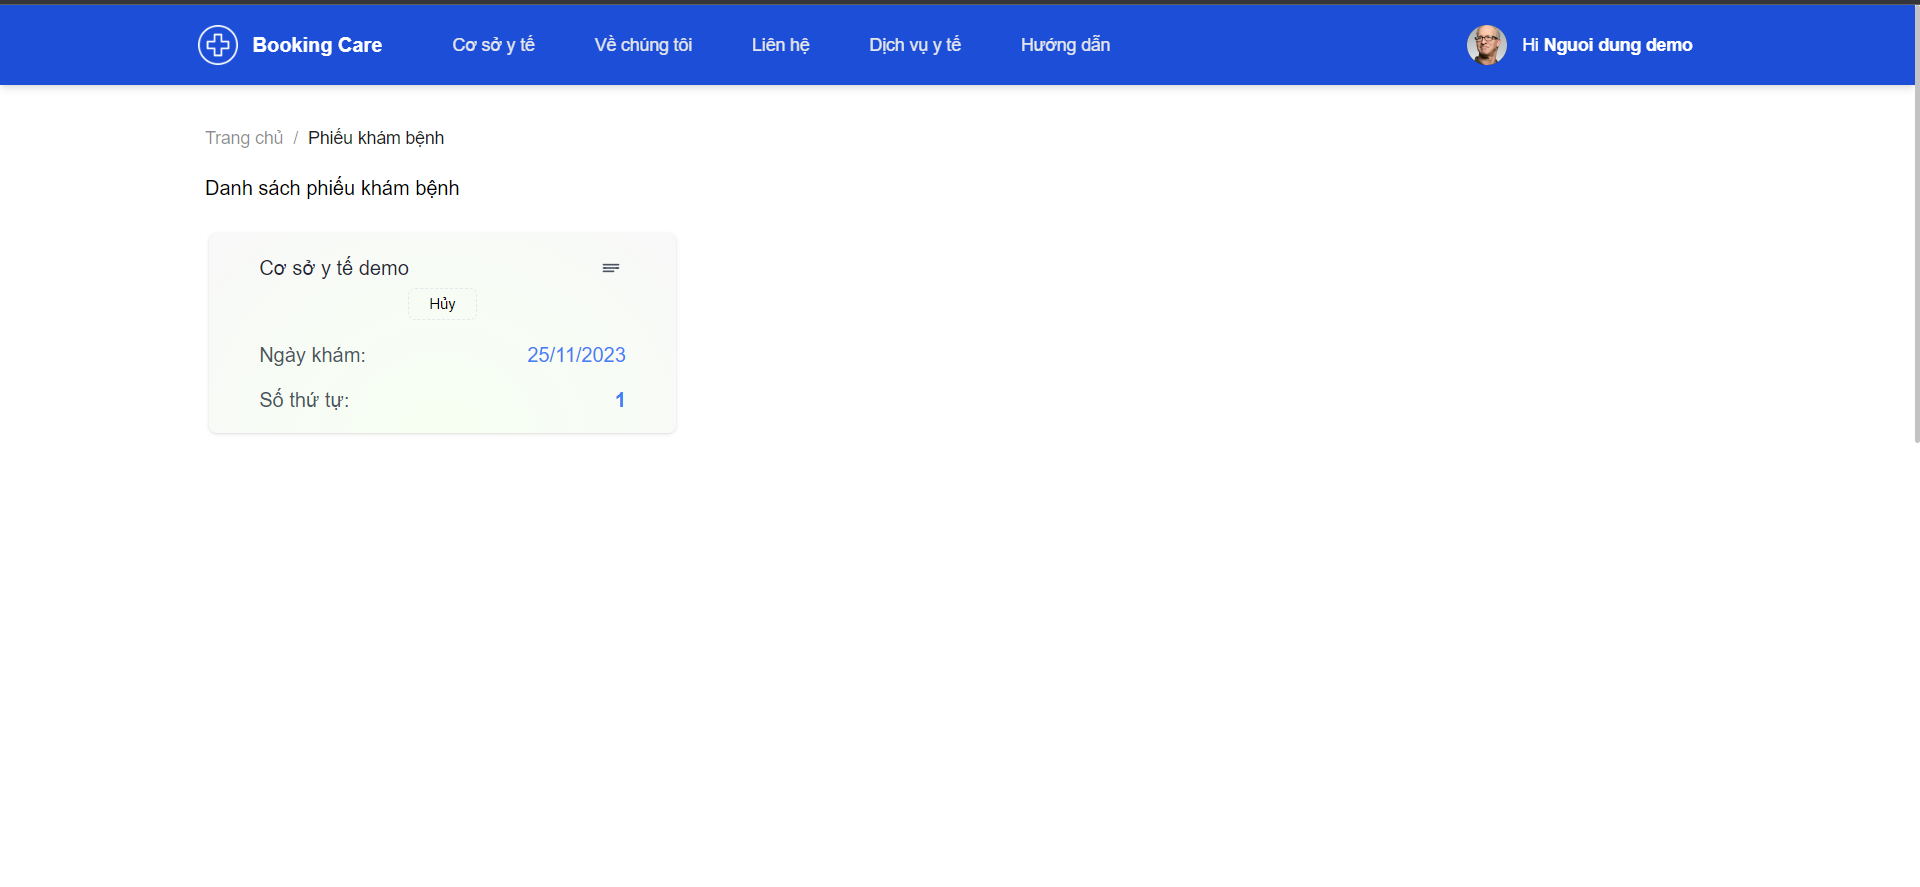 Booking Care
Cơ sở y tế
Về chúng tôi
Liên hệ
Dịch vụ y tế
Hướng dẫn
Hi Nguoi dung demo
Trang chủ / Phiếu khám bệnh
Danh sách phiếu khám bệnh
Cơ sở y tế demo
Hủy
Ngày khám: 25/11/2023
Số thứ tự: 1